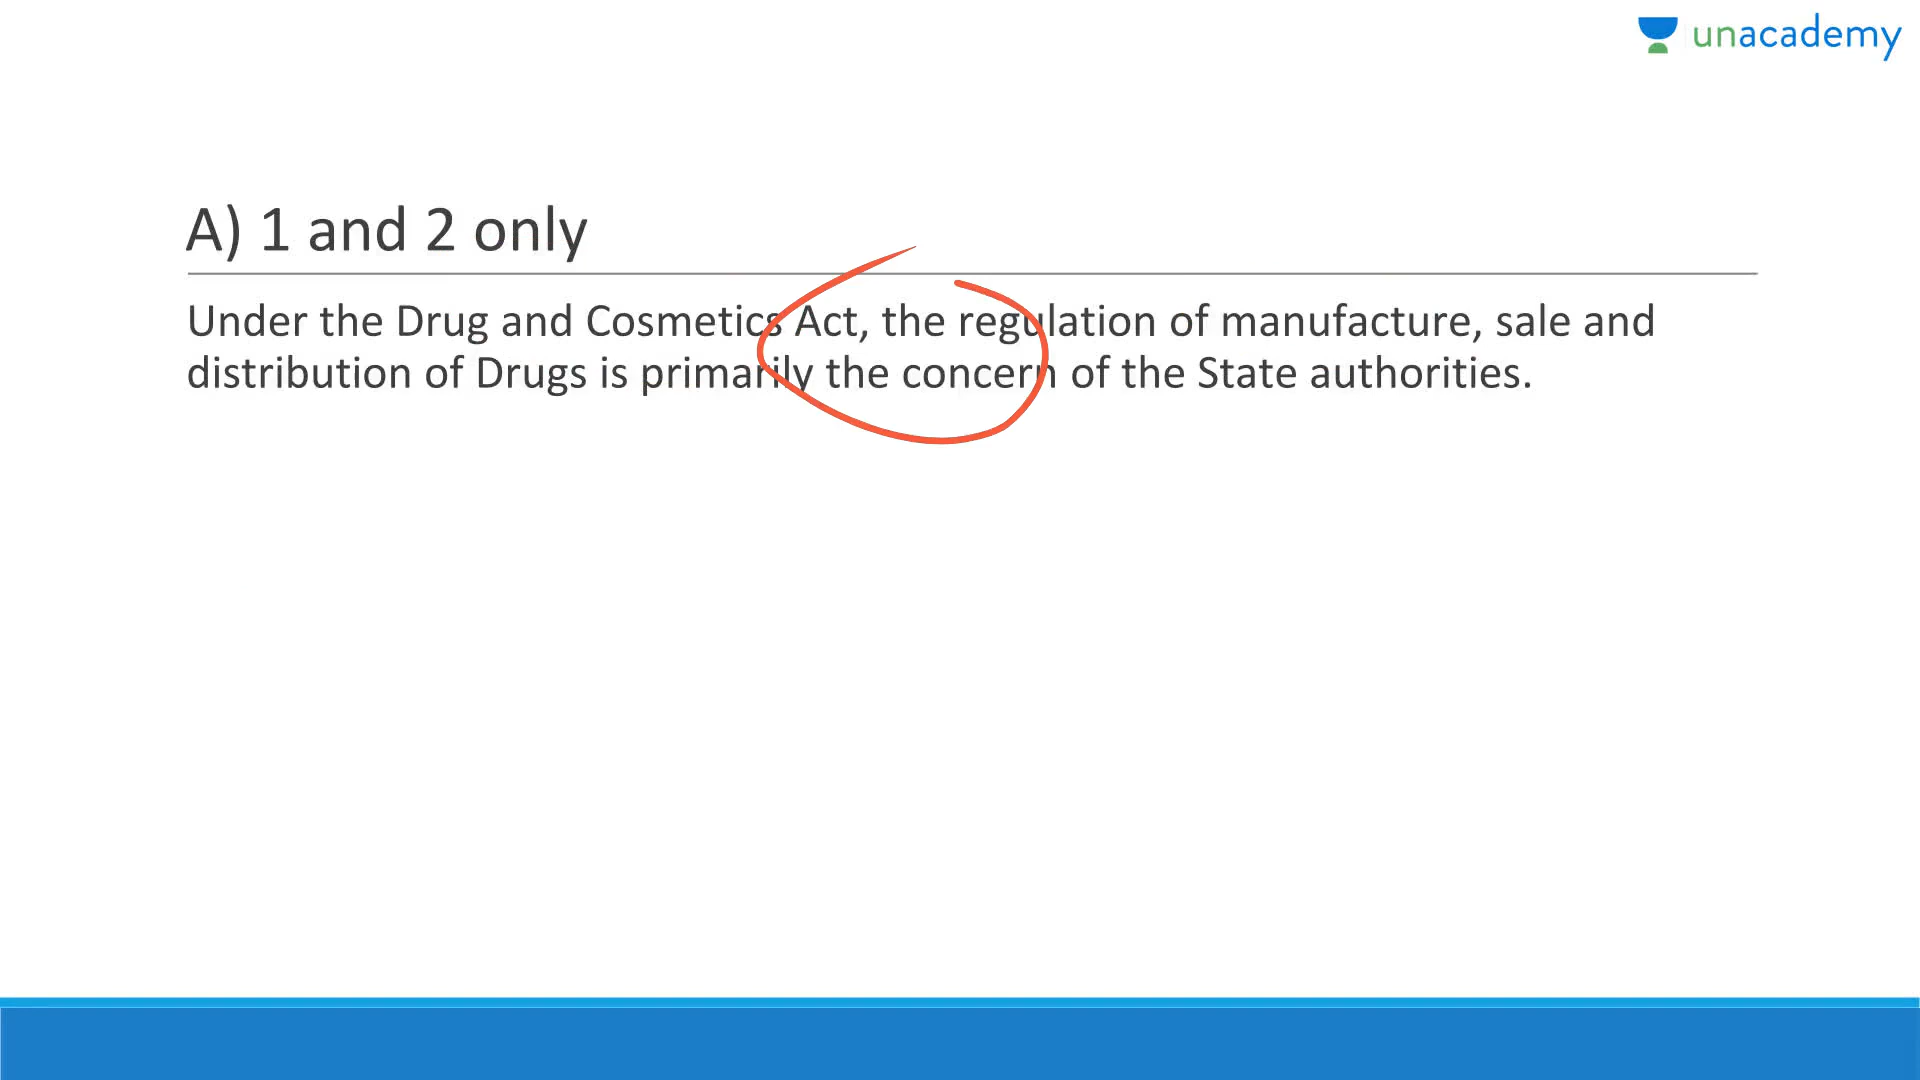 unacademy
A) 1 and 2 only
Under the Drug and Cosmetics Act, the regulation of manufacture, sale and
distribution of Drugs is primarily the concern of the State authorities.